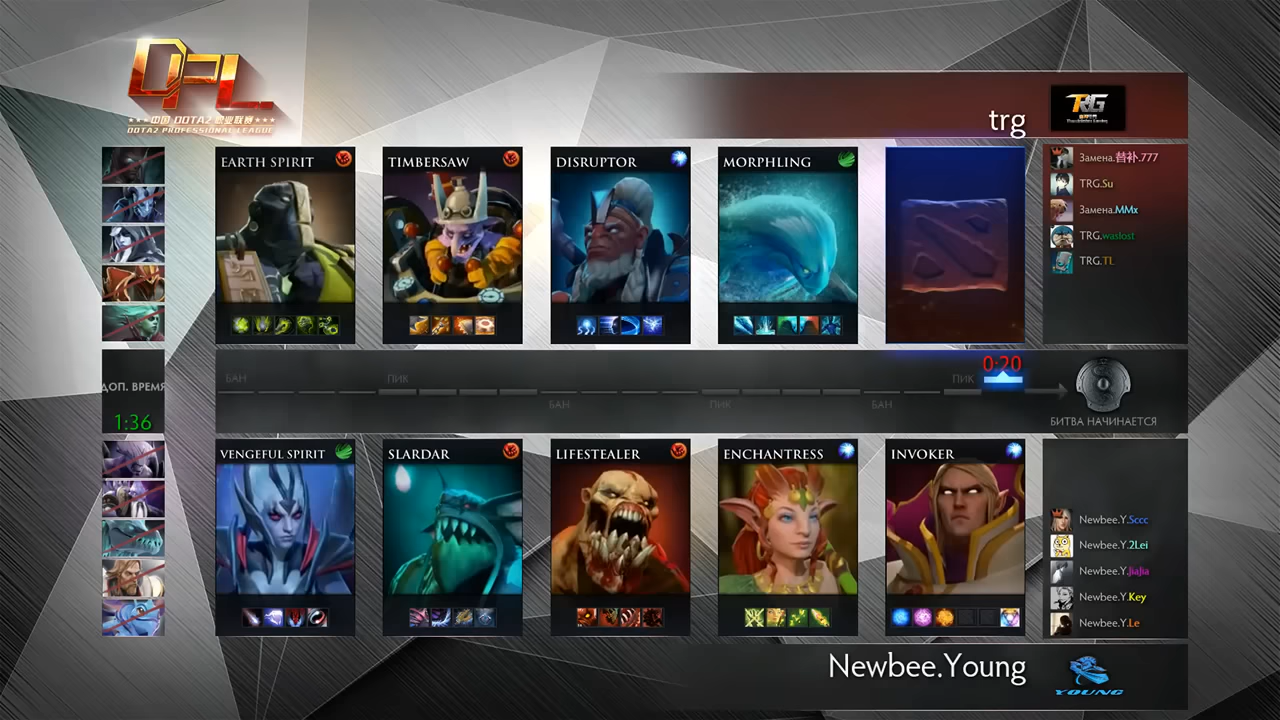 DPL
中国 DOTA2 职业联赛
DOTA2 PROFESSIONAL LEAGUE
trg
TRG
EARTH SPIRIT
TIMBERSAW
DISRUPTOR
MORPHLING
Замена.替补.777
TRG.Su
Замена.MMx
TRG.waslost
TRG.TL
ДОП. ВРЕМЯ
1:36
БАН
ПИК
БАН
ПИК
БАН
ПИК
0:20
БИТВА НАЧИНАЕТСЯ
VENGEFUL SPIRIT
SLARDAR
LIFESTEALER
ENCHANTRESS
INVOKER
Newbee.Y.Sccc
Newbee.Y.2Lei
Newbee.Y.JiaJia
Newbee.Y.Key
Newbee.Y.Le
Newbee.Young
YOUNG